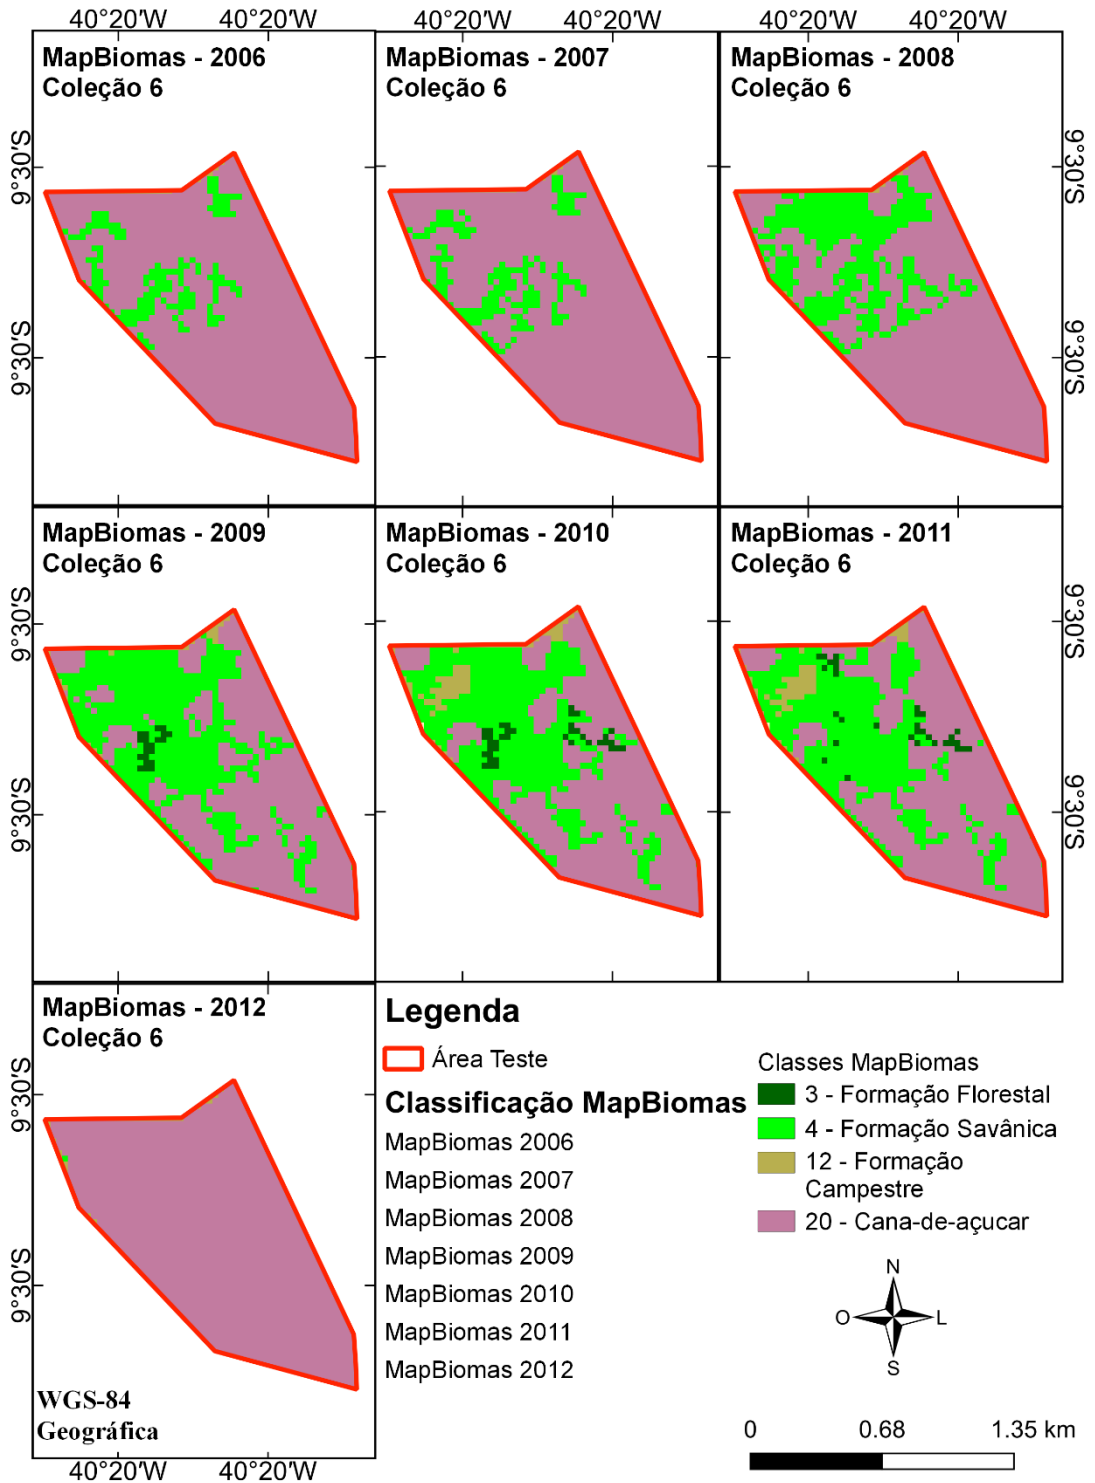 40°20'W 40°20'W 40°20'W 40°20'W 40°20'W 40°20'W
MapBiomas - 2006
Coleção 6
MapBiomas - 2007
Coleção 6
MapBiomas - 2008
Coleção 6
9°30'S
9°30'S
9°30'S
9°30'S
MapBiomas - 2009
Coleção 6
MapBiomas - 2010
Coleção 6
MapBiomas - 2011
Coleção 6
9°30'S
9°30'S
9°30'S
9°30'S
MapBiomas - 2012
Coleção 6
9°30'S
9°30'S
WGS-84
Geográfica
40°20'W 40°20'W
Legenda
Área Teste
Classificação MapBiomas
MapBiomas 2006
MapBiomas 2007
MapBiomas 2008
MapBiomas 2009
MapBiomas 2010
MapBiomas 2011
MapBiomas 2012
Classes MapBiomas
3 - Formação Florestal
4 - Formação Savânica
12 - Formação
Campestre
20 - Cana-de-açucar
N
O L
S
0 0.68 1.35 km